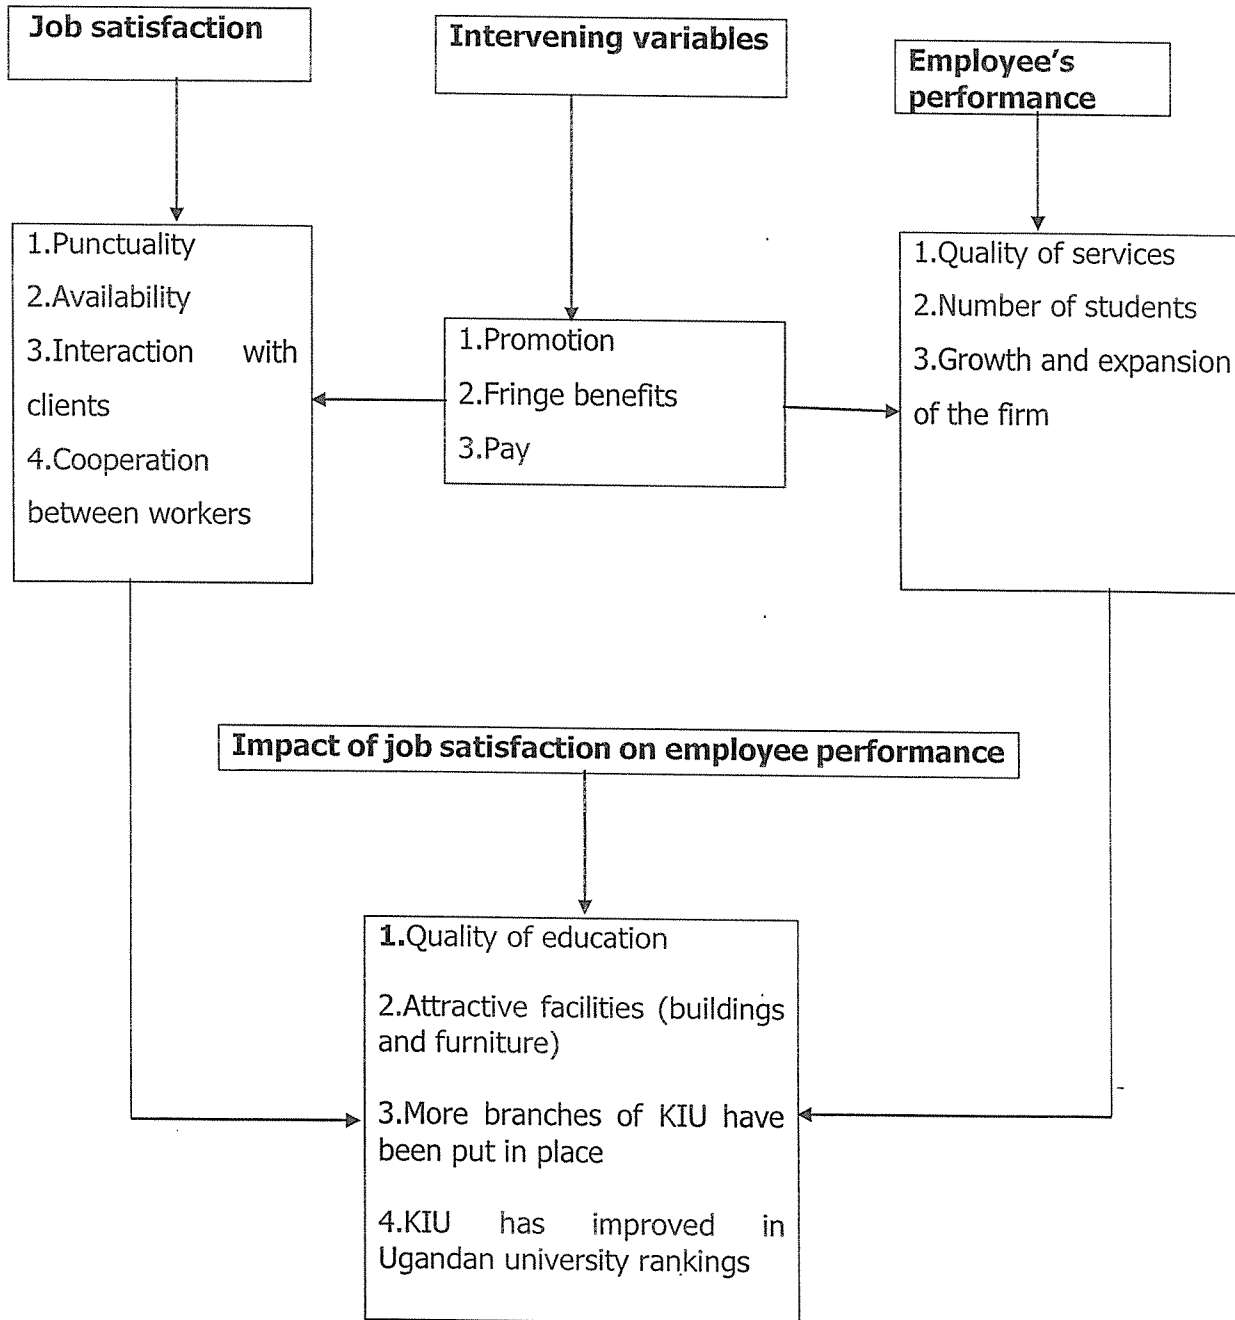 Job satisfaction
Intervening variables
Employee's
performance
1.Punctuality
2.Availability
3.Interaction with
clients
4.Cooperation
between workers
1.Promotion
2.Fringe benefits
3.Pay
1.Quality of services
2.Number of students
3.Growth and expansion
of the firm
Impact of job satisfaction on employee performance
1.Quality of education
2.Attractive facilities (buildings
and furniture)
3.More branches of KIU have
been put in place
4.KIU has improved in
Ugandan university rankings